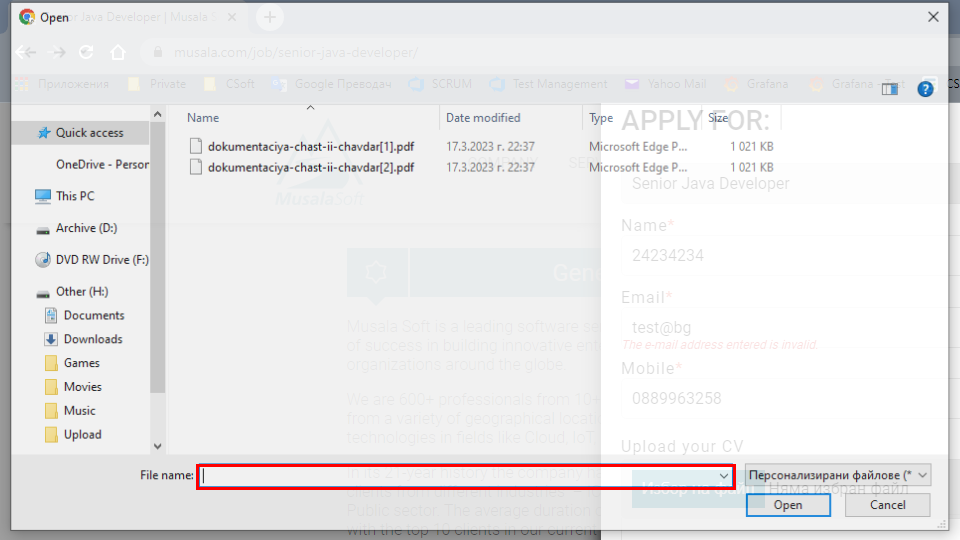 Open
Senior Java Developer | Musala S
musala.com/job/senior-java-developer/
Приложения
Private
CSoft
Google Преводач
SCRUM
Test Management
Yahoo Mail
Grafana
Grafana - Test
CS
Name
Date modified
Type
Size
dokumentaciya-chast-ii-chavdar[1].pdf
17.3.2023 г. 22:37
Microsoft Edge P...
1 021 KB
dokumentaciya-chast-ii-chavdar[2].pdf
17.3.2023 г. 22:37
Microsoft Edge P...
1 021 KB
Quick access
OneDrive - Person
This PC
Archive (D:)
DVD RW Drive (F:)
Other (H:)
Documents
Downloads
Games
Movies
Music
Upload
MusalaSoft
Musala Soft is a leading software se
of success in building innovative ent
organizations around the globe.
We are 600+ professionals from 10+
from a variety of geographical locati
technologies in fields like Cloud, IoT
In its 21-year history the company
Public sector. The average duration
with the top 10 clients in our current
APPLY FOR:
Senior Java Developer
Name*
24234234
Email*
test@bg
The e-mail address entered is invalid.
Mobile*
0889963258
Upload your CV
Избор на файл
Няма избран файл
File name:
Персонализирани файлове (*
Open
Cancel